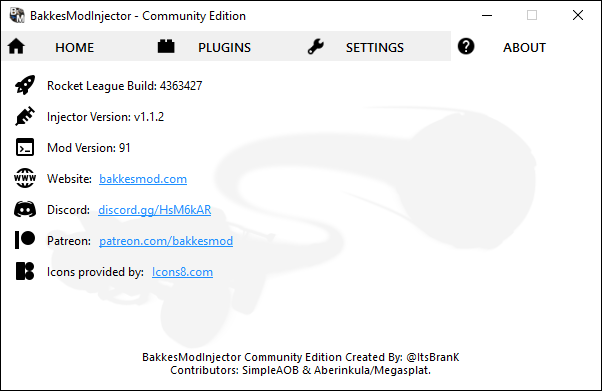 BakkesModInjector - Community Edition
HOME PLUGINS SETTINGS ABOUT
Rocket League Build: 4363427
Injector Version: v1.1.2
Mod Version: 91
WWW Website: bakkesmod.com
Discord: discord.gg/HsM6kAR
Patreon: patreon.com/bakkesmod
Icons provided by: Icons8.com
BakkesModInjector Community Edition Created By: @ItsBranK
Contributors: SimpleAOB & Aberinkula/Megasplat.